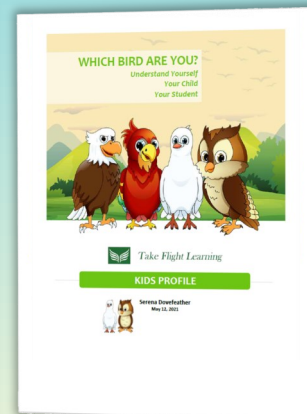 WHICH BIRD ARE YOU?
Understand Yourself
Your Child
Your Student
Take Flight Learning
KIDS PROFILE
Serena Dovefeather
May 12, 2021